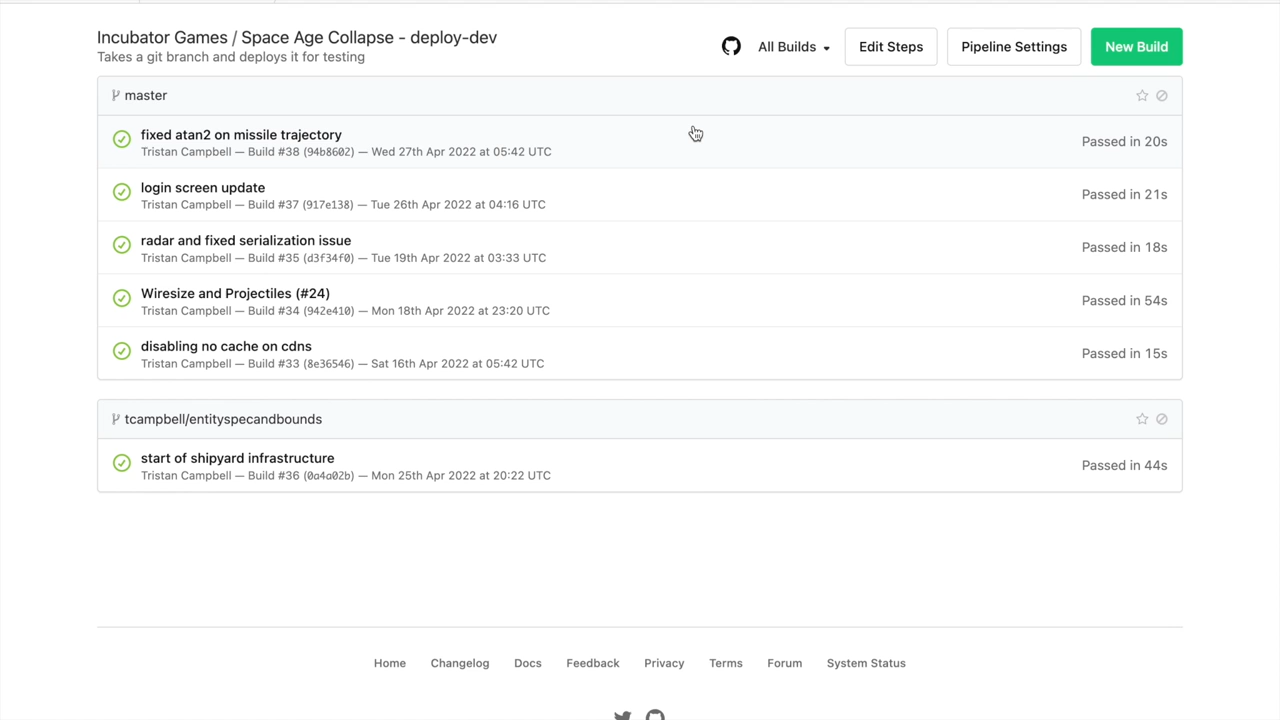 Incubator Games / Space Age Collapse - deploy-dev
Takes a git branch and deploys it for testing
All Builds
Edit Steps
Pipeline Settings
New Build
master
fixed atan2 on missile trajectory
Tristan Campbell — Build #38 (94b8602) — Wed 27th Apr 2022 at 05:42 UTC
Passed in 20s
login screen update
Tristan Campbell — Build #37 (917e138) — Tue 26th Apr 2022 at 04:16 UTC
Passed in 21s
radar and fixed serialization issue
Tristan Campbell — Build #35 (d3f34f0) — Tue 19th Apr 2022 at 03:33 UTC
Passed in 18s
Wiresize and Projectiles (#24)
Tristan Campbell — Build #34 (942e410) — Mon 18th Apr 2022 at 23:20 UTC
Passed in 54s
disabling no cache on cdns
Tristan Campbell — Build #33 (8e36546) — Sat 16th Apr 2022 at 05:42 UTC
Passed in 15s
tcampbell/entityspecandbounds
start of shipyard infrastructure
Tristan Campbell — Build #36 (0a4a02b) — Mon 25th Apr 2022 at 20:22 UTC
Passed in 44s
Home
Changelog
Docs
Feedback
Privacy
Terms
Forum
System Status